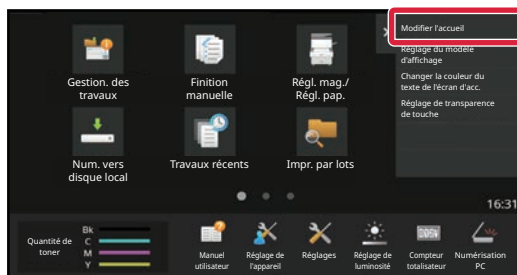 Modifier l'accueil
Réglage du modèle
d'affichage
Changer la couleur du
texte de l'écran d'acc.
Réglage de transparence
de touche
Gestion. des
travaux
Finition
manuelle
Régl. mag./
Régl. pap.
Num. vers
disque local
Travaux récents
Impr. par lots
16:31
Quantité de
toner
Bk
C
M
Y
Manuel
utilisateur
Réglage de
l'appareil
Réglages
Réglage de
luminosité
Compteur
totalisateur
Numérisation
PC